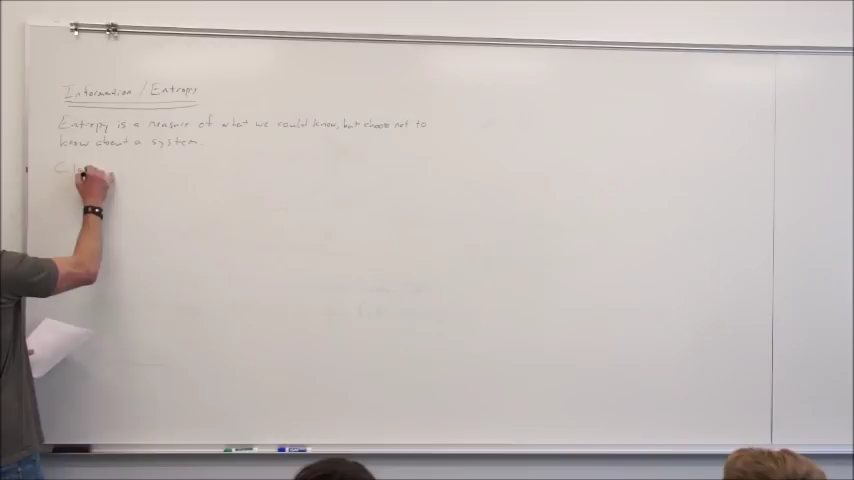 Information / Entropy
Entropy is a measure of what we could know, but choose not to
know about a system.